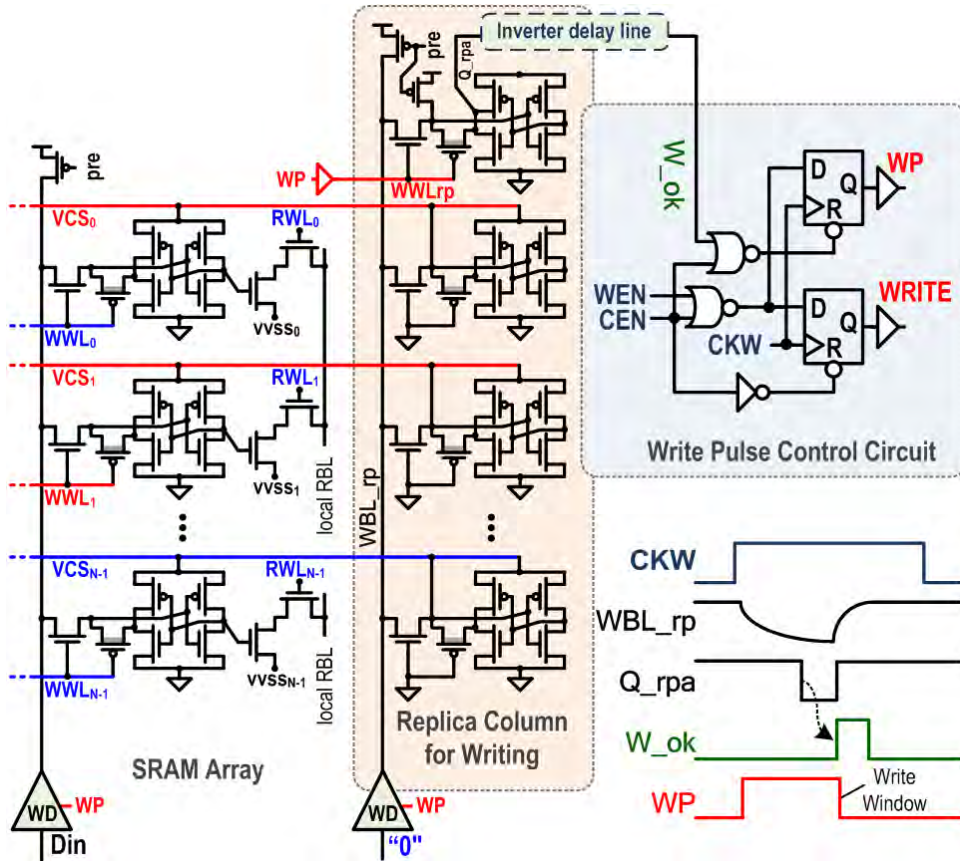 Inverter delay line
pre
Q_rpa
pre
WP
WWLrp
W_ok
D
Q
R
WP
VCS0
RWL0
WWL0
VVSS0
WEN
CEN
CKW
D
Q
R
WRITE
VCS1
RWL1
WWL1
VVSS1
local RBL
WBL_rp
Write Pulse Control Circuit
VCSN-1
RWLN-1
WWLN-1
VVSSN-1
local RBL
SRAM Array
Replica Column
for Writing
WD
WP
Din
WD
WP
“0”
CKW
WBL_rp
Q_rpa
W_ok
WP
Write
Window